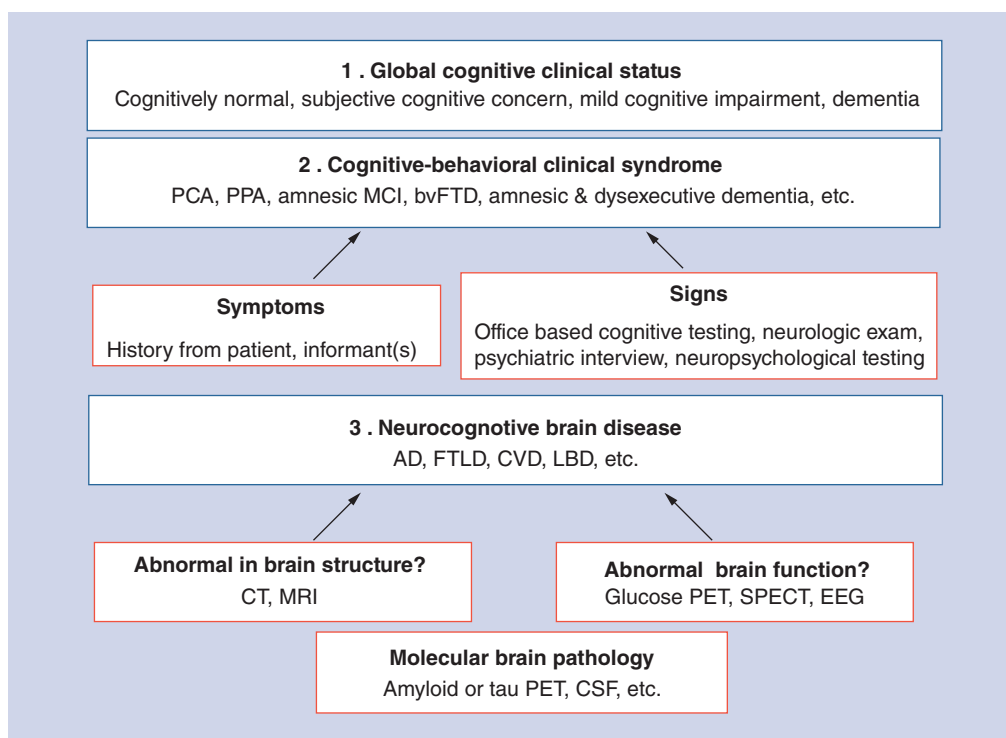 1 . Global cognitive clinical status
Cognitively normal, subjective cognitive concern, mild cognitive impairment, dementia
2 . Cognitive-behavioral clinical syndrome
PCA, PPA, amnesic MCI, bvFTD, amnesic & dysexecutive dementia, etc.
Symptoms
History from patient, informant(s)
Signs
Office based cognitive testing, neurologic exam,
psychiatric interview, neuropsychological testing
3 . Neurocognotive brain disease
AD, FTLD, CVD, LBD, etc.
Abnormal in brain structure?
CT, MRI
Abnormal brain function?
Glucose PET, SPECT, EEG
Molecular brain pathology
Amyloid or tau PET, CSF, etc.